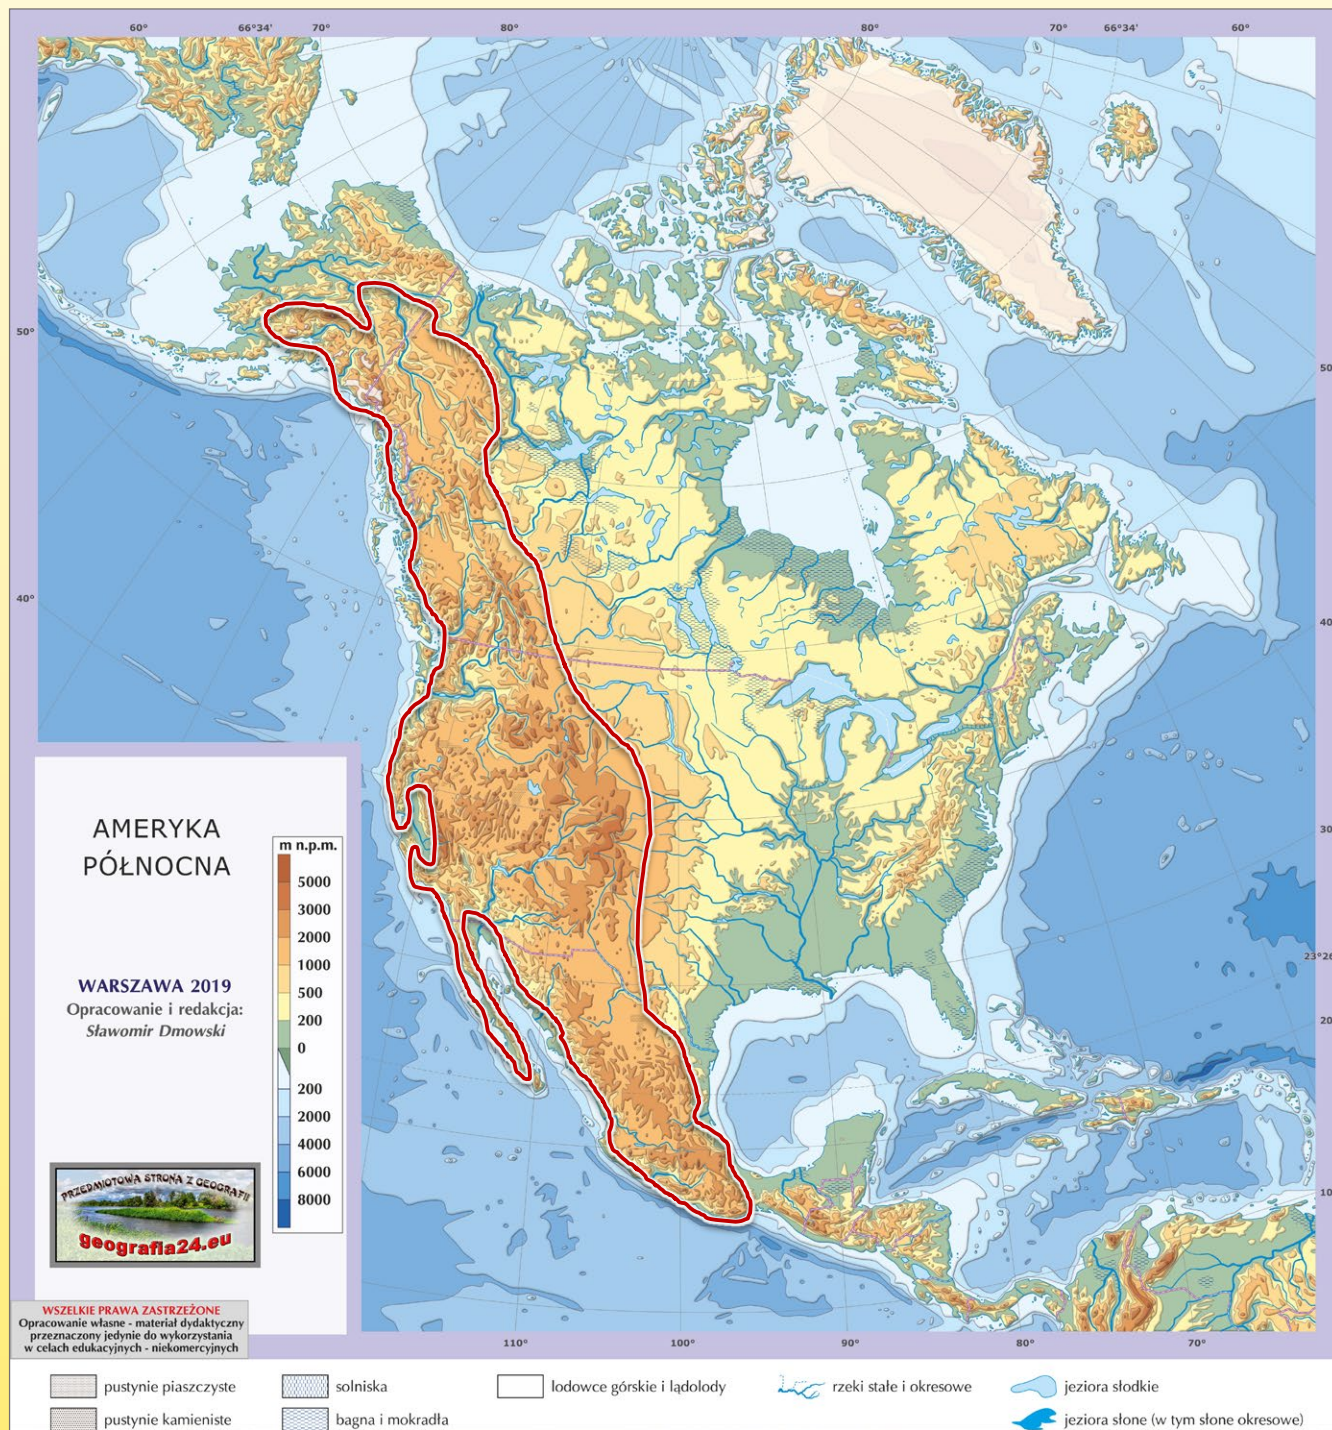 60° 66°34' 70° 80° 80° 70° 66°34' 60°
50°
50
40°
40
30
23°26
20
10
AMERYKA
PÓŁNOCNA
WARSZAWA 2019
Opracowanie i redakcja:
Sławomir Dmowski
m n.p.m.
5000
3000
2000
1000
500
200
0
200
2000
4000
6000
8000
PRZEDMIOTOWA STRONA Z GEOGRAFII
geografia24.eu
WSZELKIE PRAWA ZASTRZEŻONE
Opracowanie własne - materiał dydaktyczny
przeznaczony jedynie do wykorzystania
w celach edukacyjnych - niekomercyjnych
110° 100° 90° 80° 70°
pustynie piaszczyste solniska lodowce górskie i lądolody rzeki stałe i okresowe jeziora słodkie
pustynie kamieniste bagna i mokradła jeziora słone (w tym słone okresowe)